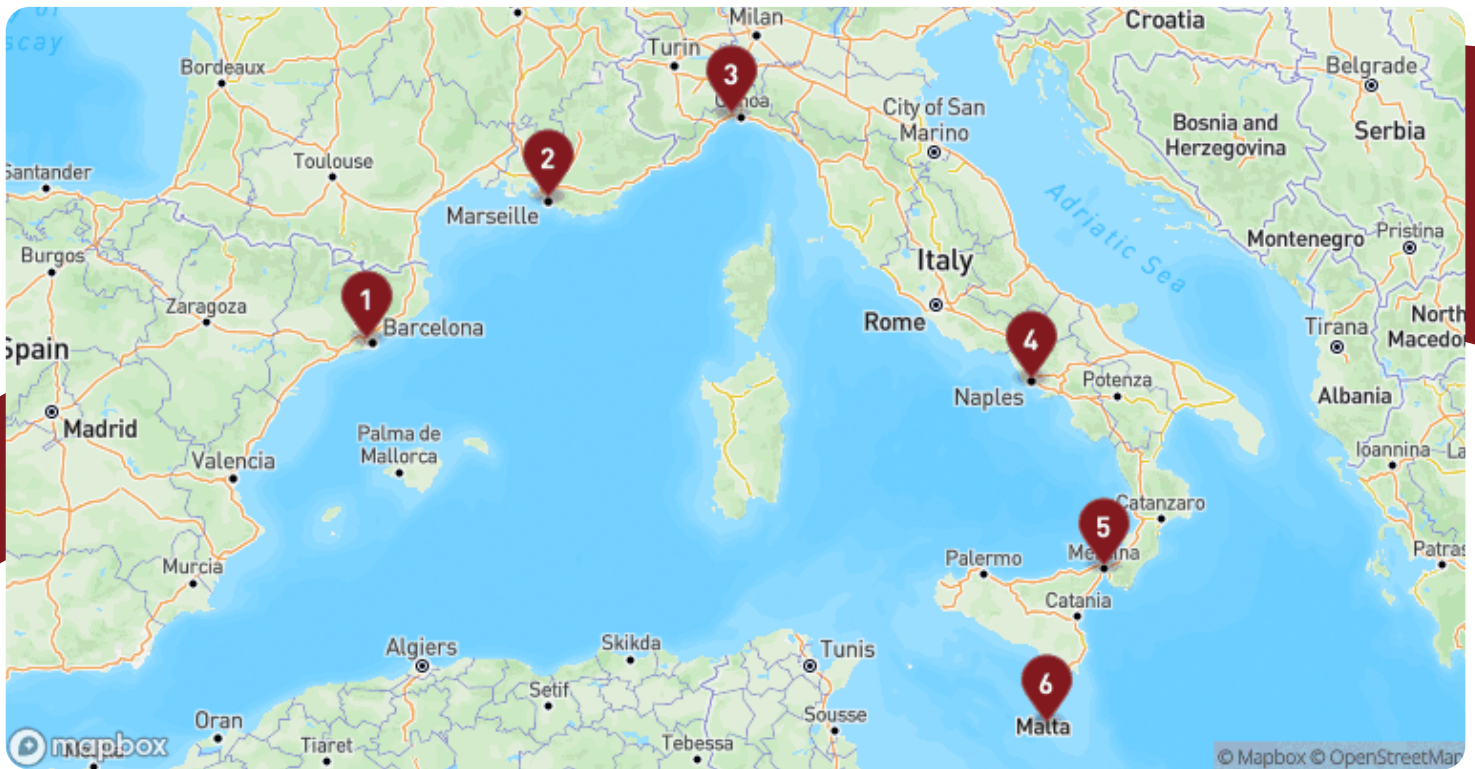 Milan
Croatia
scay
Turin
3
Bordeaux
Belgrade
City of San
Marino
Bosnia and
Herzegovina
Serbia
2
Toulouse
Santander
Marseille
Adriatic Sea
Montenegro
Pristina
Burgos
Italy
1
Zaragoza
Barcelona
Rome
4
Tirana
North
Spain
Potenza
Naples
Albania
Madrid
Palma de
Mallorca
Valencia
Ioannina
La
Catanzaro
5
Palermo
Murcia
Patras
Catania
Algiers
Skikda
Tunis
6
Setif
Oran
Sousse
Malta
mapbox
Tiaret
Tebessa
© Mapbox © OpenStreetMap